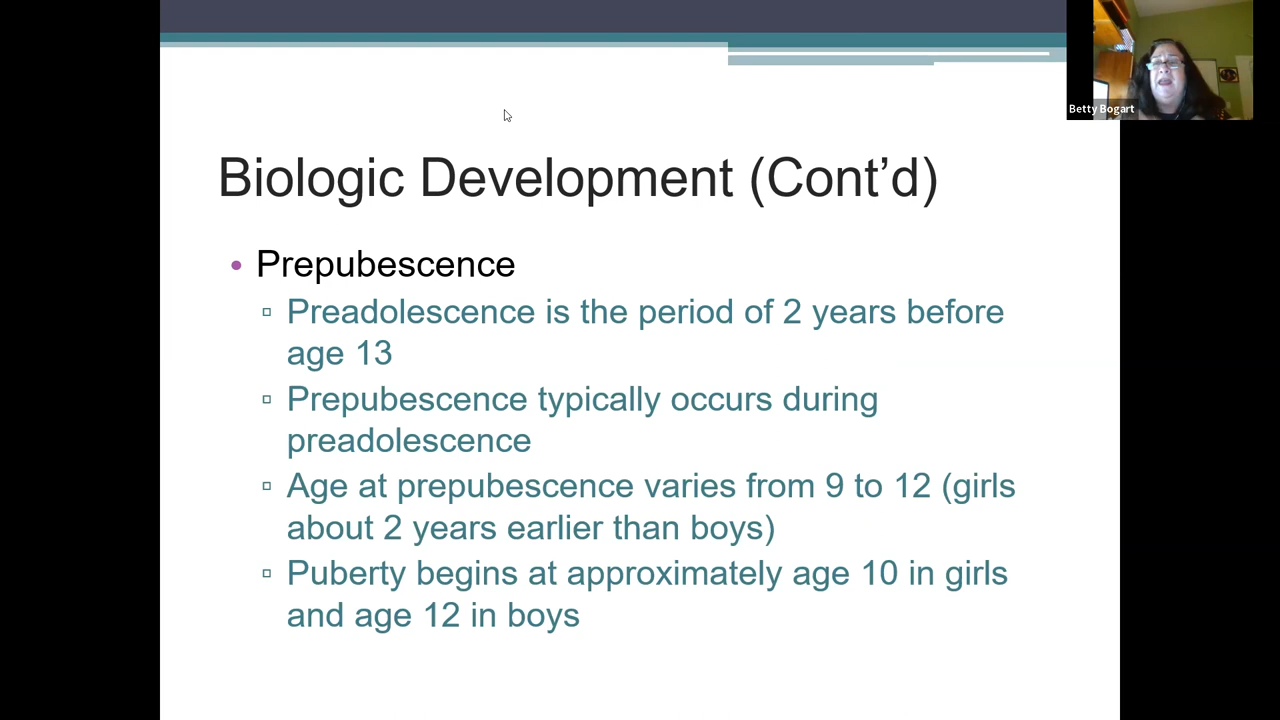 Betty Bogart
Biologic Development (Cont’d)
• Prepubescence
▫ Preadolescence is the period of 2 years before
age 13
▫ Prepubescence typically occurs during
preadolescence
▫ Age at prepubescence varies from 9 to 12 (girls
about 2 years earlier than boys)
▫ Puberty begins at approximately age 10 in girls
and age 12 in boys